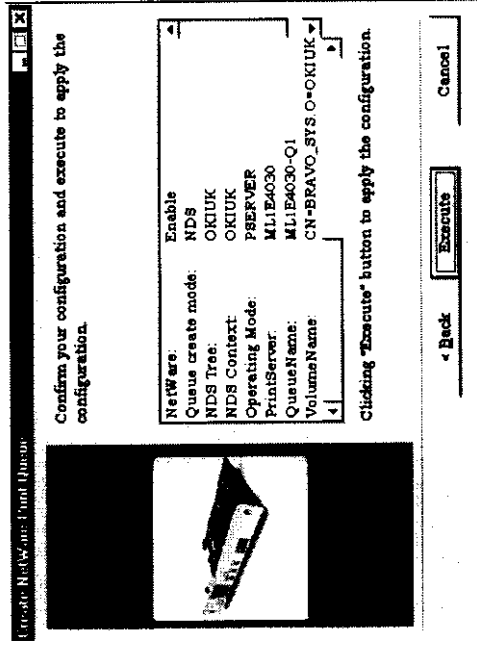 Create NetWare Print Queue
Confirm your configuration and execute to apply the
configuration.
NetWare: Enable
Queue create mode: NDS
NDS Tree: OKIUK
NDS Context: OKIUK
Operating Mode: PSERVER
PrintServer: ML1E4030
QueueName: ML1E4030-Q1
VolumeName: CN=BRAVO_SYS.O=OKIUK
Clicking "Execute" button to apply the configuration.
< Back
Execute
Cancel